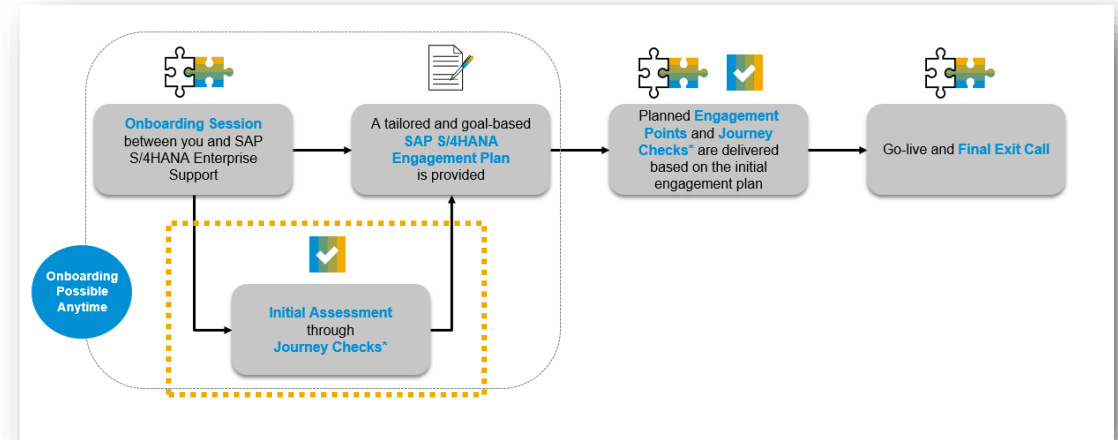 Onboarding Session
between you and SAP
S/4HANA Enterprise
Support
A tailored and goal-based
SAP S/4HANA
Engagement Plan
is provided
Planned Engagement
Points and Journey
Checks* are delivered
based on the initial
engagement plan
Go-live and Final Exit Call
Onboarding
Possible
Anytime
Initial Assessment
through
Journey Checks*